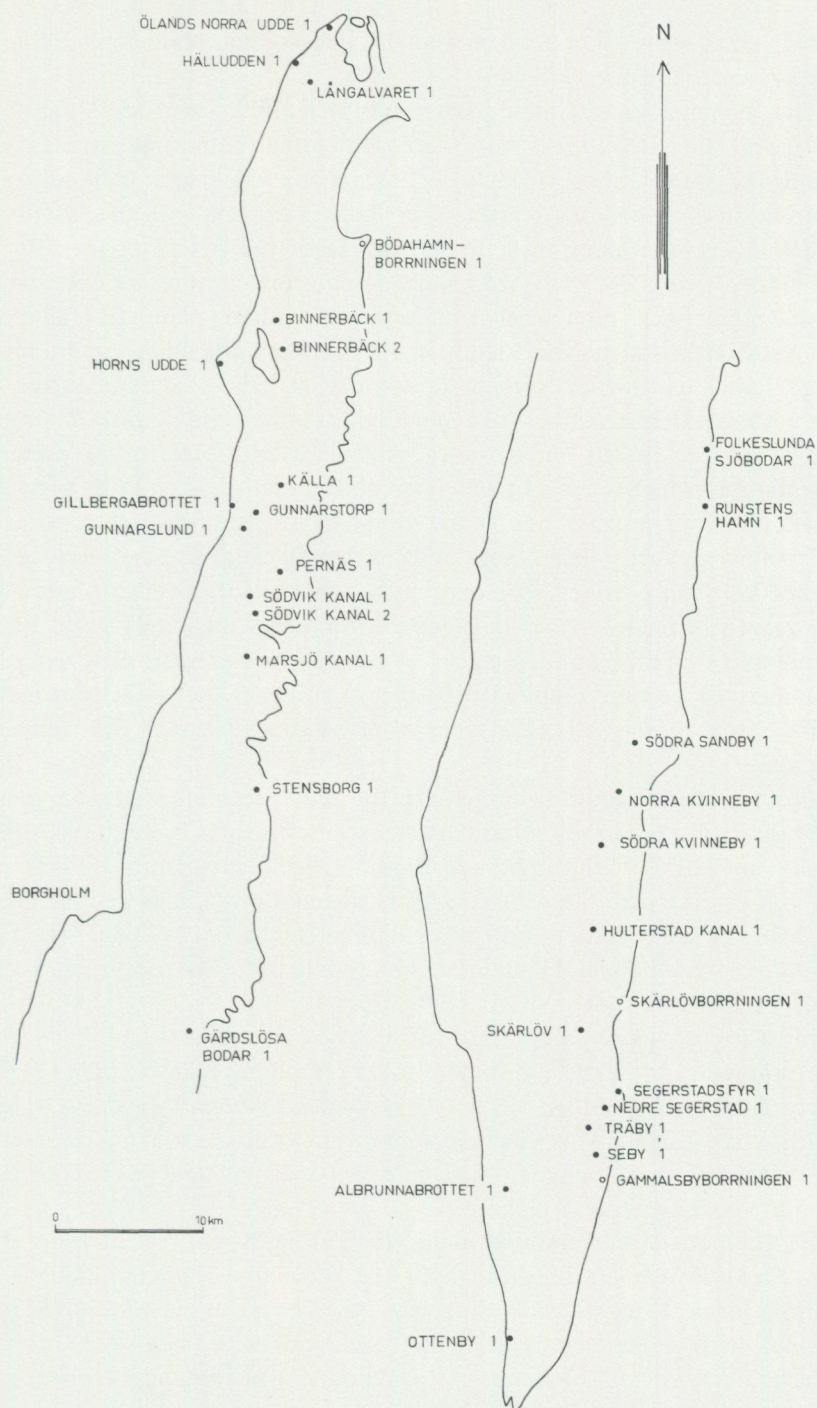 ÖLANDS NORRA UDDE 1
HÄLLUDDEN 1
LÅNGALVARET 1
BÖDAHAMN-
BORRNINGEN 1
BINNERBÄCK 1
BINNERBÄCK 2
HORNS UDDE 1
KÄLLA 1
GILLBERGABROTTET 1
GUNNARSTORP 1
GUNNARSLUND 1
PERNÄS 1
SÖDVIK KANAL 1
SÖDVIK KANAL 2
MARSJÖ KANAL 1
STENSBORG 1
BORGHOLM
GÄRDSLÖSA
BODAR 1
0 10 km
N
FOLKESLUNDA
SJÖBODAR 1
RUNSTENS
HAMN 1
SÖDRA SANDBY 1
NORRA KVINNEBY 1
SÖDRA KVINNEBY 1
HULTERSTAD KANAL 1
SKÄRLÖVBORRNINGEN 1
SKÄRLÖV 1
SEGERSTADS FYR 1
NEDRE SEGERSTAD 1
TRÄBY 1
SEBY 1
GAMMALSBYBORRNINGEN 1
ALBRUNNABROTTET 1
OTTENBY 1